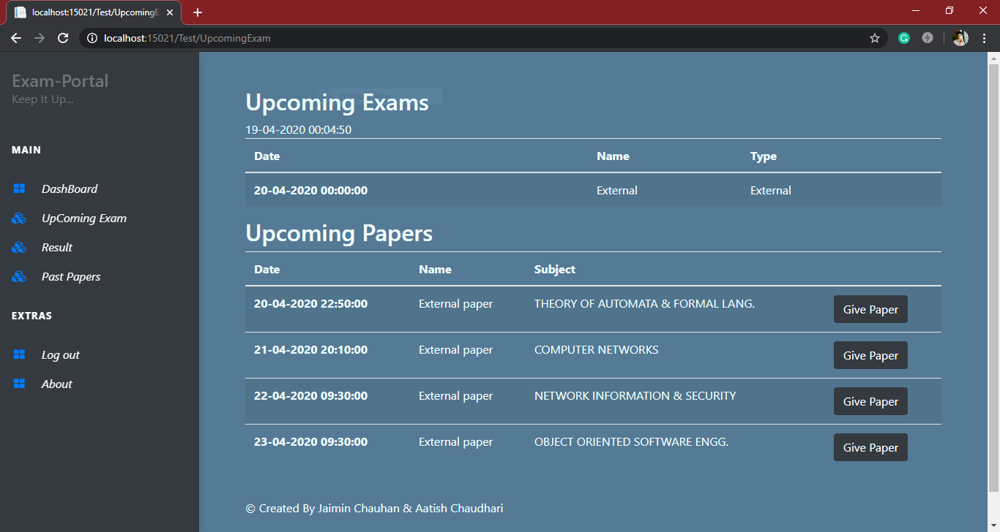 localhost:15021/Test/UpcomingE
localhost:15021/Test/UpcomingExam
Exam-Portal
Keep It Up...
MAIN
DashBoard
UpComing Exam
Result
Past Papers
EXTRAS
Log out
About
Upcoming Exams
19-04-2020 00:04:50
Date Name Type
20-04-2020 00:00:00 External External
Upcoming Papers
Date Name Subject
20-04-2020 22:50:00 External paper THEORY OF AUTOMATA & FORMAL LANG. Give Paper
21-04-2020 20:10:00 External paper COMPUTER NETWORKS Give Paper
22-04-2020 09:30:00 External paper NETWORK INFORMATION & SECURITY Give Paper
23-04-2020 09:30:00 External paper OBJECT ORIENTED SOFTWARE ENGG. Give Paper
© Created By Jaimin Chauhan & Aatish Chaudhari